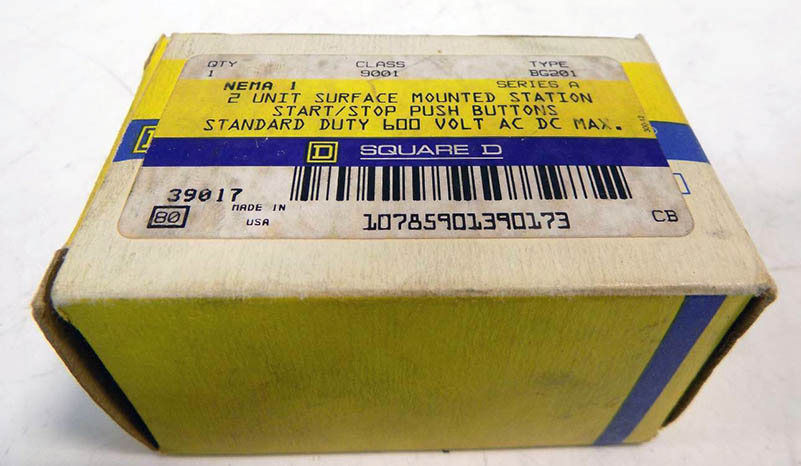 QTY CLASS TYPE
1 9001 BG201
NEMA 1 SERIES A
2 UNIT SURFACE MOUNTED STATION
START/STOP PUSH BUTTONS
STANDARD DUTY 600 VOLT AC DC MAX.
D SQUARE D
39017
80 MADE IN
USA
10785901390173
CB